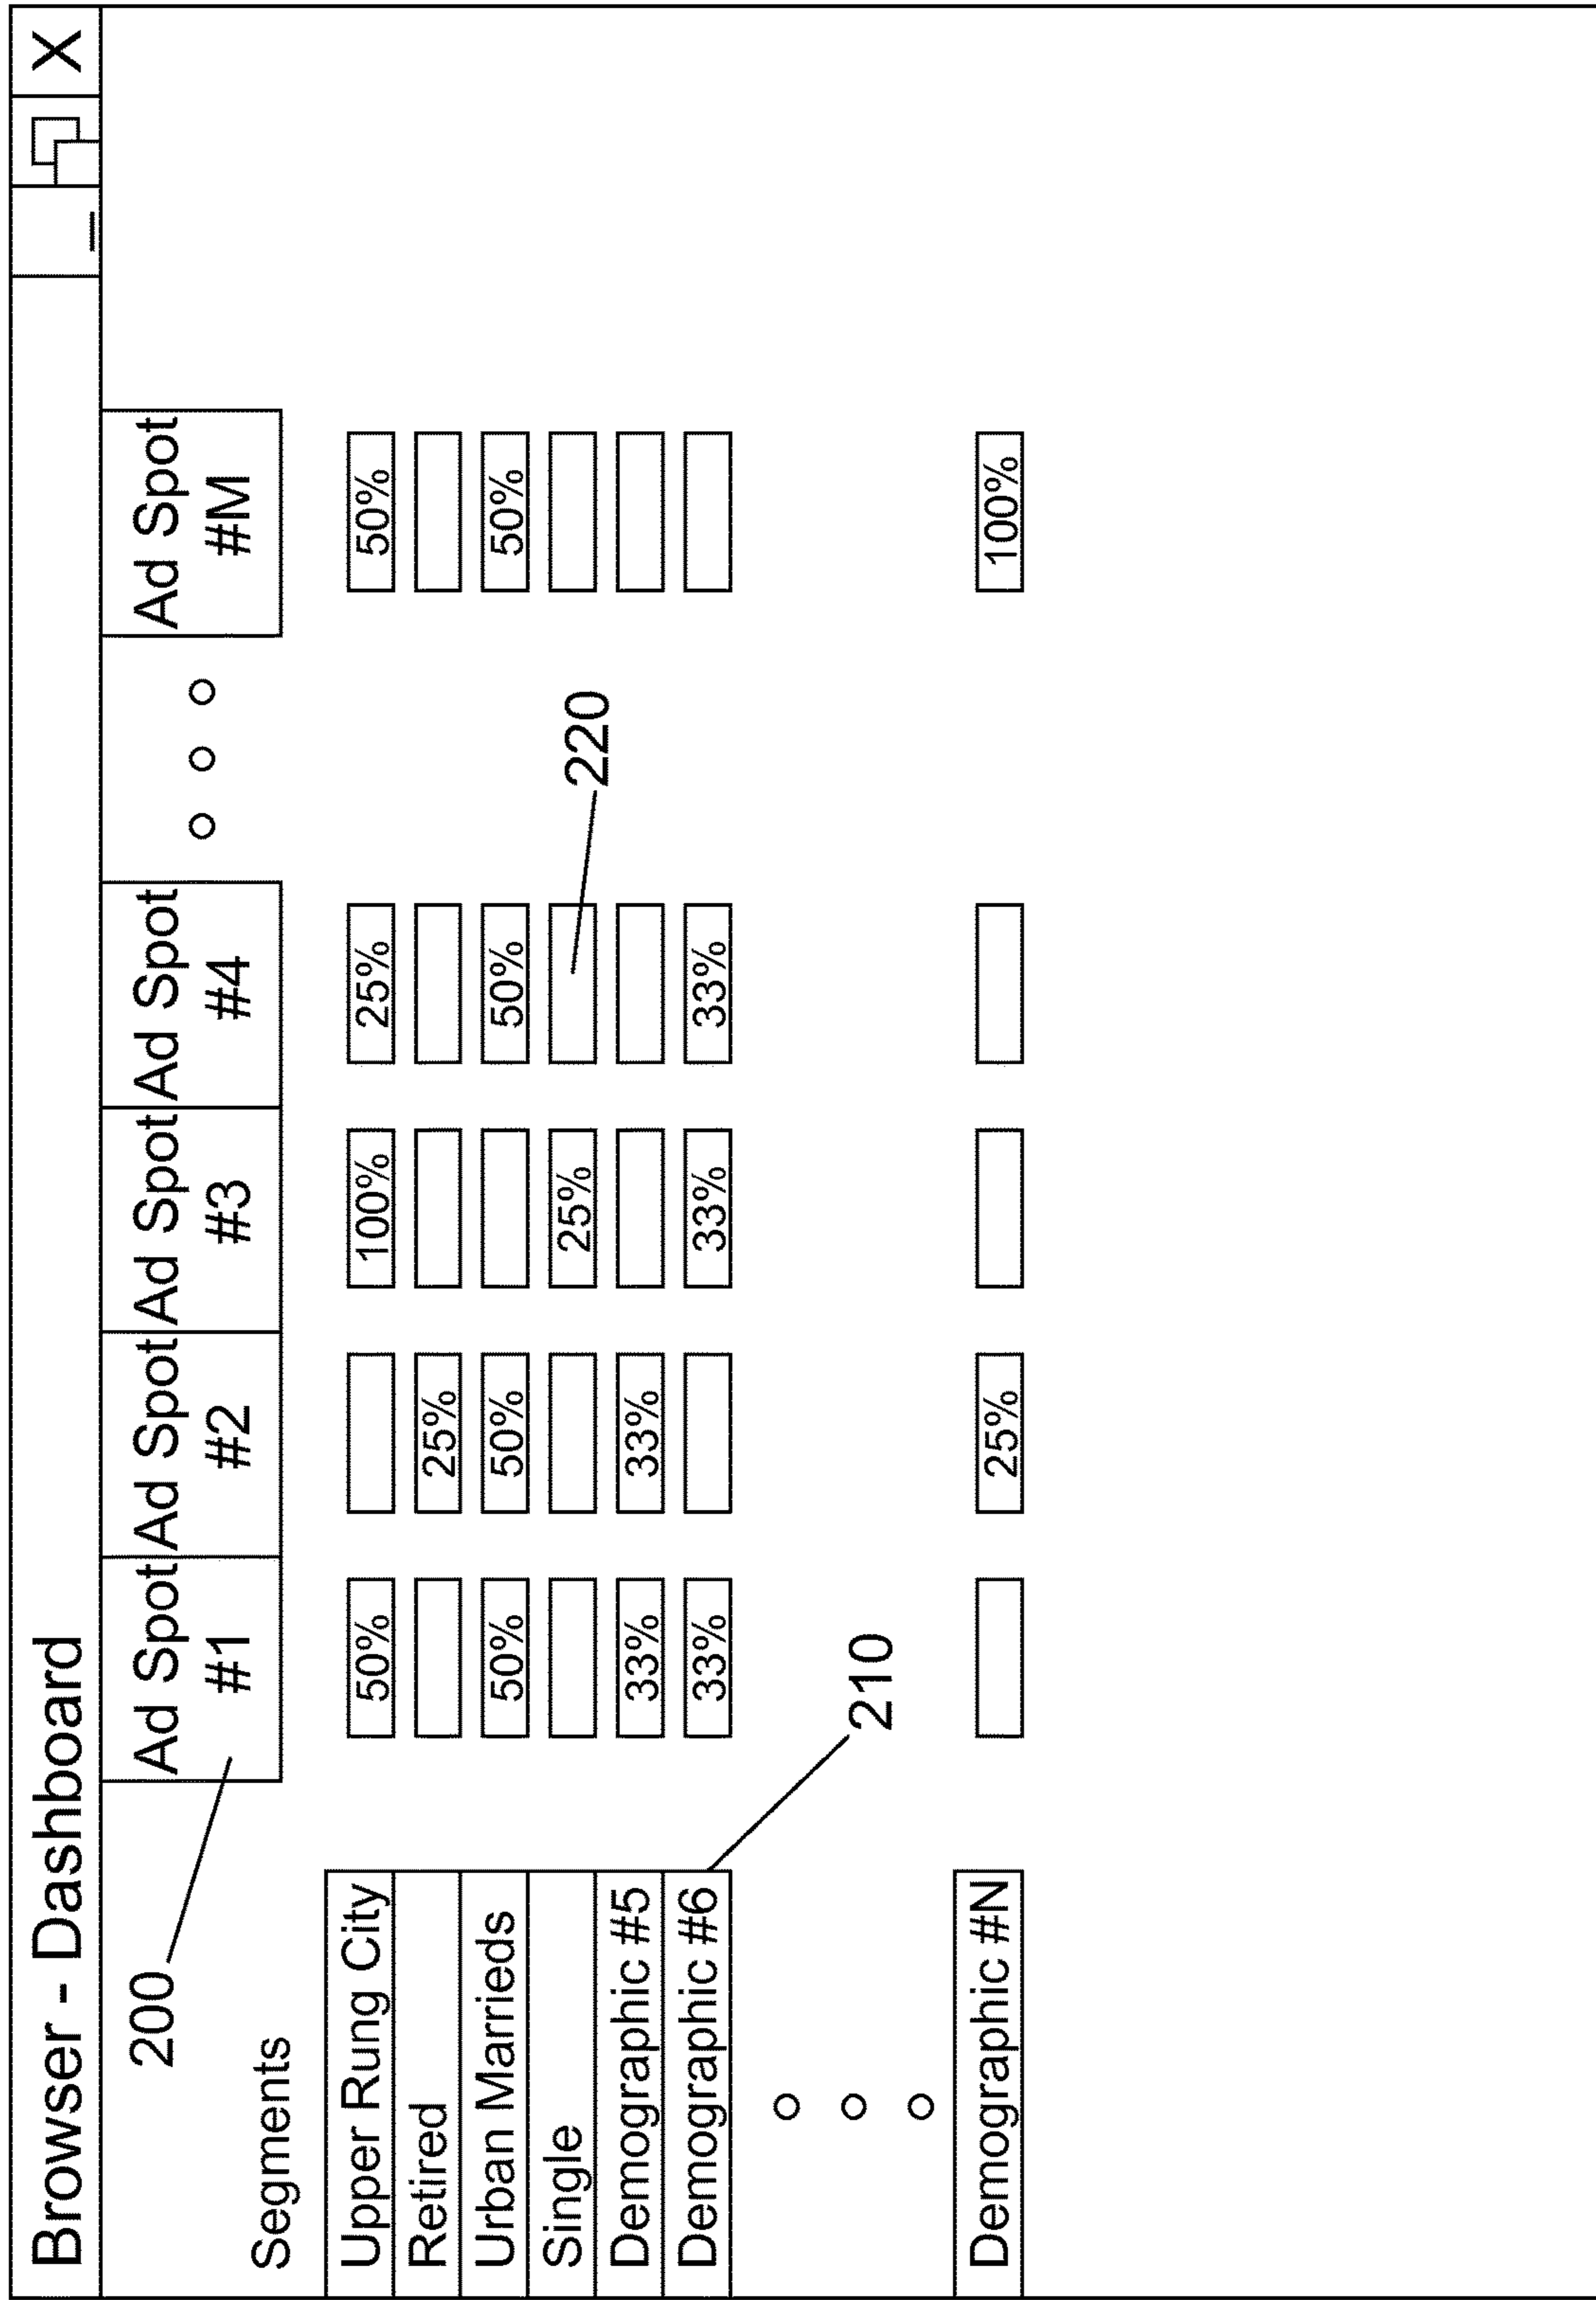 Browser - Dashboard _ X
200
Ad Spot #1 Ad Spot #2 Ad Spot #3 Ad Spot #4 Ad Spot #M
Segments
Upper Rung City 50% 100% 25% 50%
Retired 25%
Urban Marrieds 50% 50% 50% 50%
Single 25% 220
Demographic #5 33% 33%
Demographic #6 33% 33% 33%
210
Demographic #N 25% 100%